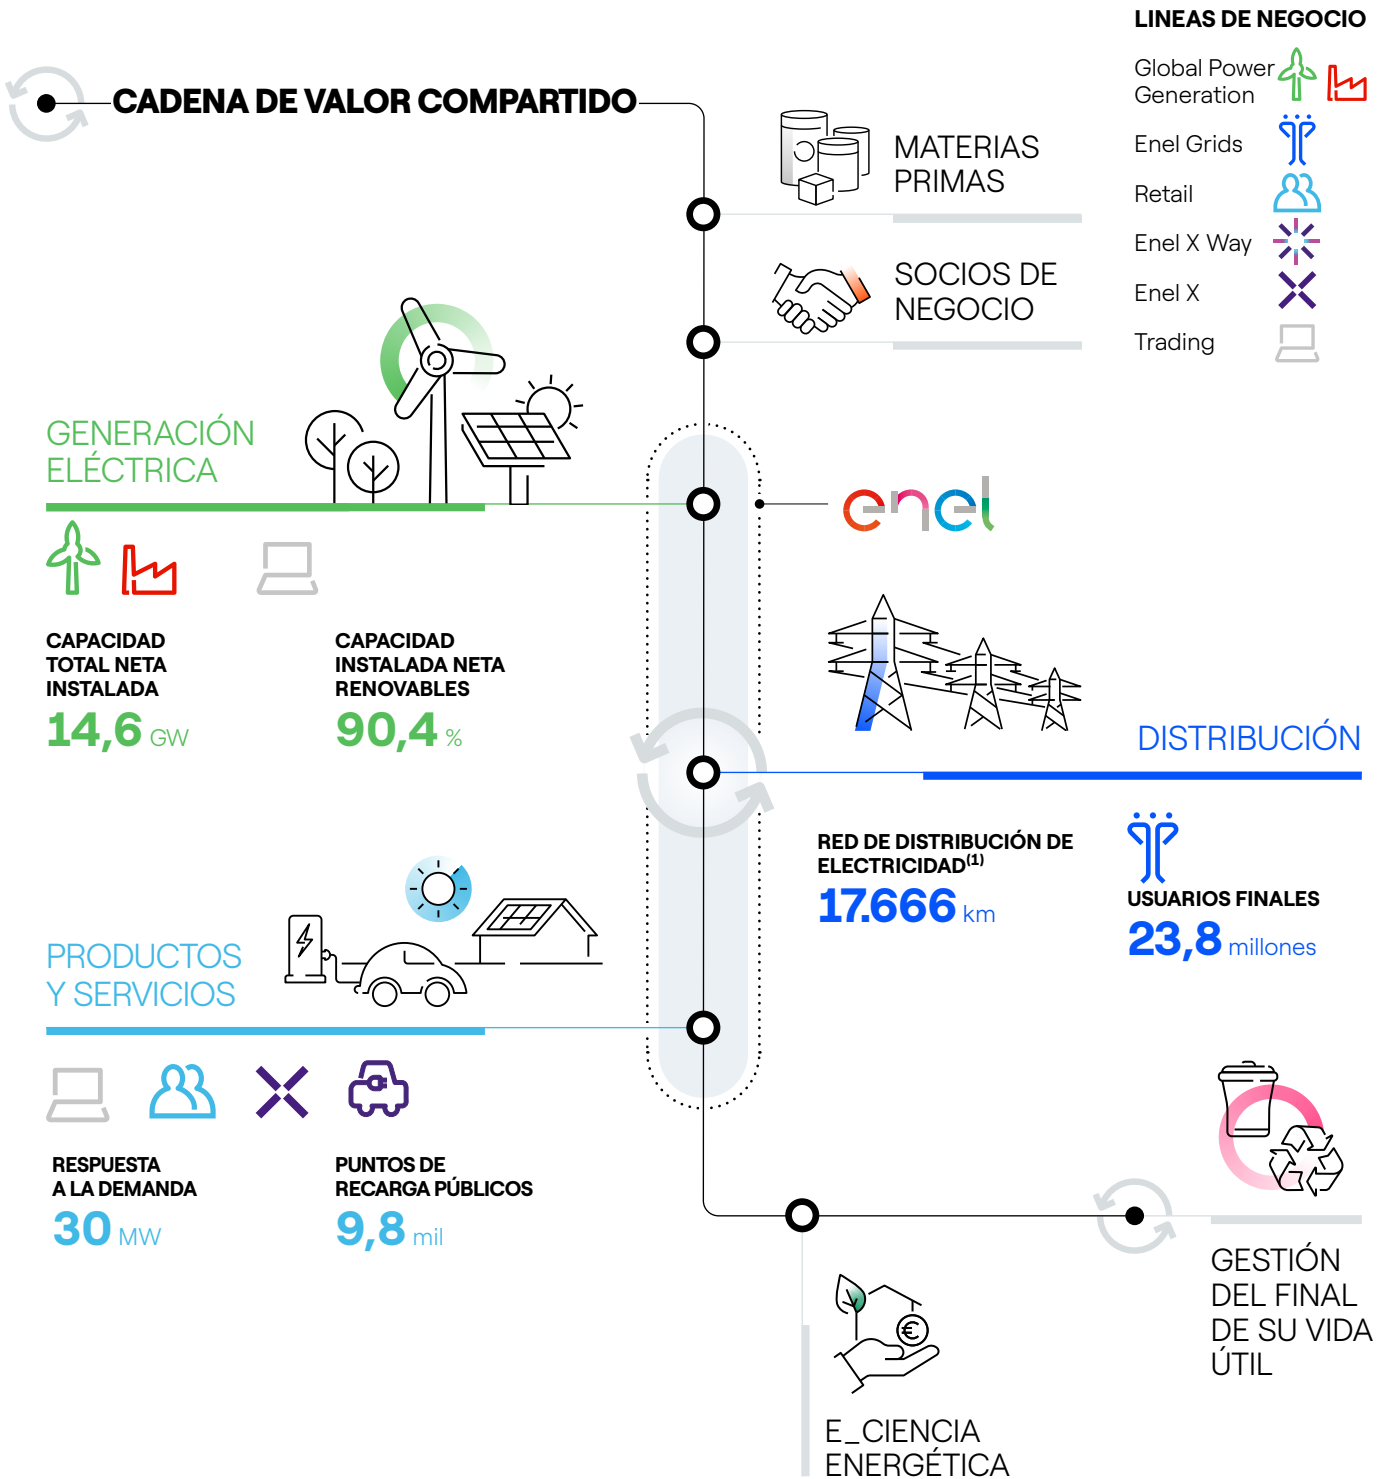 LINEAS DE NEGOCIO
Global Power
Generation
Enel Grids
Retail
Enel X Way
Enel X
Trading
CADENA DE VALOR COMPARTIDO
MATERIAS
PRIMAS
SOCIOS DE
NEGOCIO
GENERACIÓN
ELÉCTRICA
enel
CAPACIDAD
TOTAL NETA
INSTALADA
14,6 GW
CAPACIDAD
INSTALADA NETA
RENOVABLES
90,4 %
DISTRIBUCIÓN
RED DE DISTRIBUCIÓN DE
ELECTRICIDAD(1)
17.666 km
USUARIOS FINALES
23,8 millones
PRODUCTOS
Y SERVICIOS
RESPUESTA
A LA DEMANDA
30 MW
PUNTOS DE
RECARGA PÚBLICOS
9,8 mil
GESTIÓN
DEL FINAL
DE SU VIDA
ÚTIL
€
E_CIENCIA
ENERGÉTICA